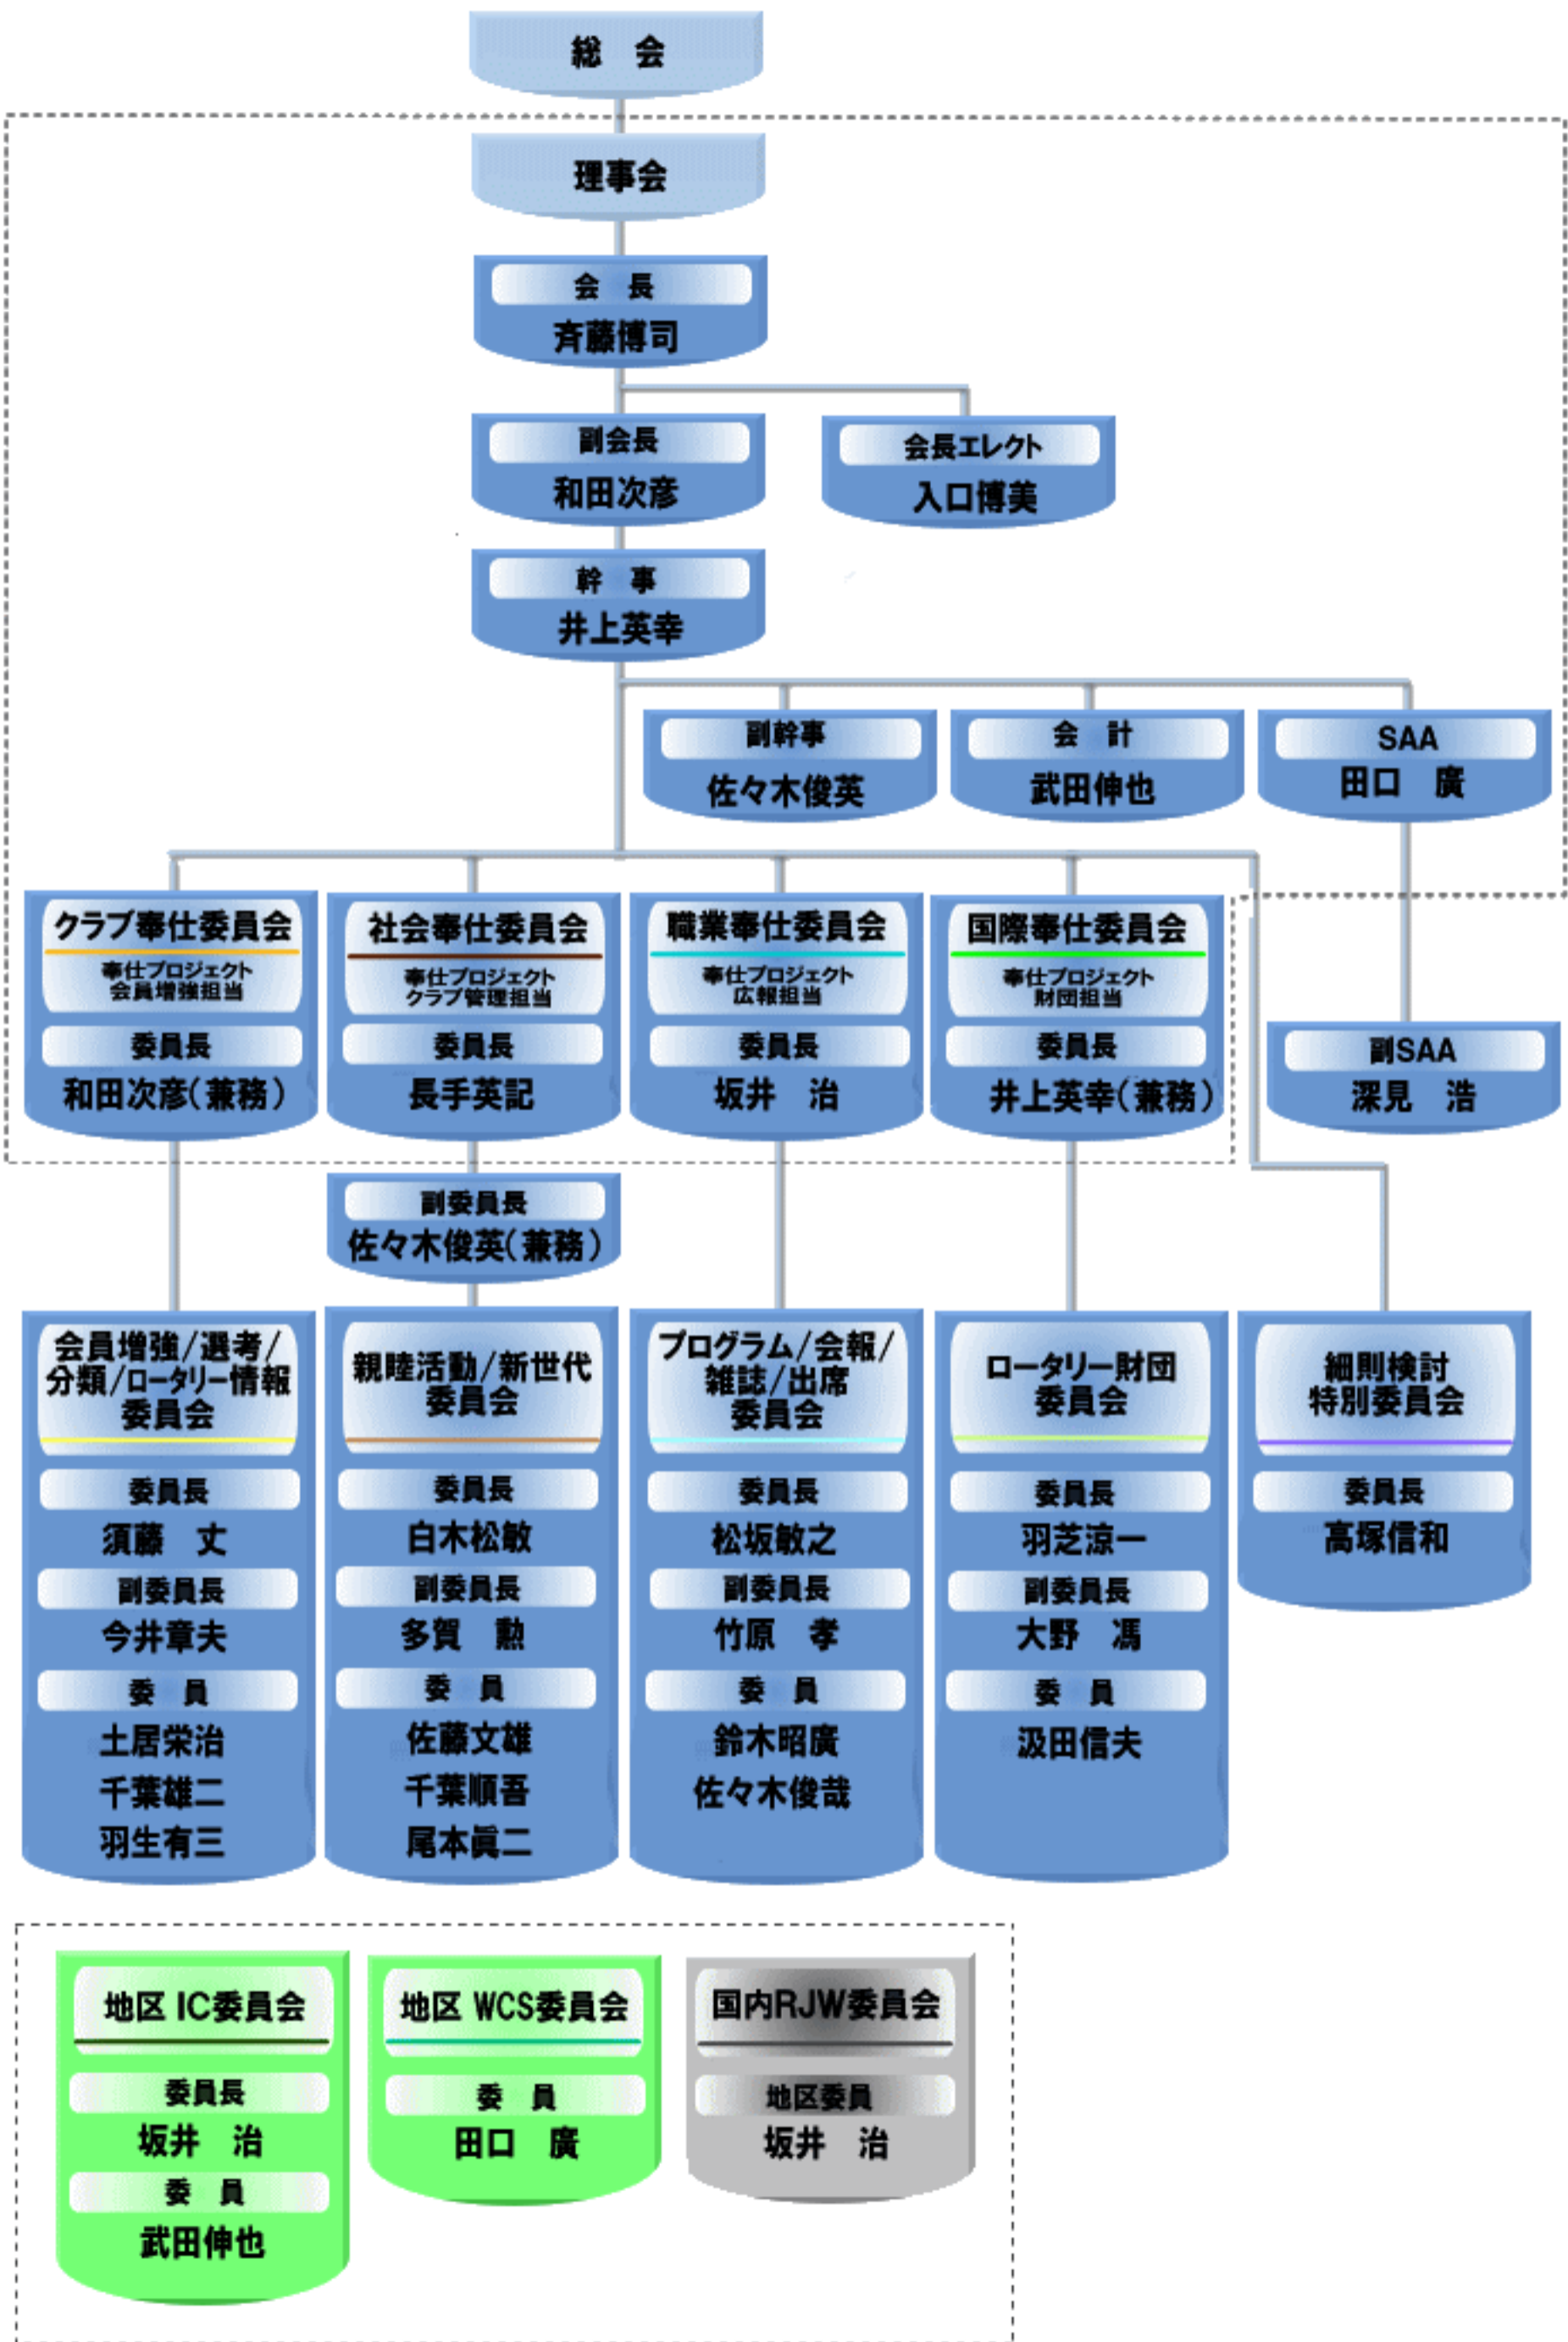 総　会
理事会
会　長
斉藤博司
副会長
和田次彦
会長エレクト
入口博美
幹　事
井上英幸
副幹事
佐々木俊英
会　計
武田伸也
SAA
田口　廣
クラブ奉仕委員会
奉仕プロジェクト
会員増強担当
委員長
和田次彦(兼務)
社会奉仕委員会
奉仕プロジェクト
クラブ管理担当
委員長
長手英記
職業奉仕委員会
奉仕プロジェクト
広報担当
委員長
坂井　治
国際奉仕委員会
奉仕プロジェクト
財団担当
委員長
井上英幸(兼務)
副SAA
深見　浩
副委員長
佐々木俊英(兼務)
会員増強/選考/
分類/ロータリー情報
委員会
委員長
須藤　丈
副委員長
今井章夫
委　員
土居栄治
千葉雄二
羽生有三
親睦活動/新世代
委員会
委員長
白木松敏
副委員長
多賀　勲
委　員
佐藤文雄
千葉順吾
尾本眞二
プログラム/会報/
雑誌/出席
委員会
委員長
松坂敏之
副委員長
竹原　孝
委　員
鈴木昭廣
佐々木俊哉
ロータリー財団
委員会
委員長
羽芝涼一
副委員長
大野　馮
委　員
汲田信夫
細則検討
特別委員会
委員長
高塚信和
地区 IC委員会
委員長
坂井　治
委　員
武田伸也
地区 WCS委員会
委　員
田口　廣
国内RJW委員会
地区委員
坂井　治